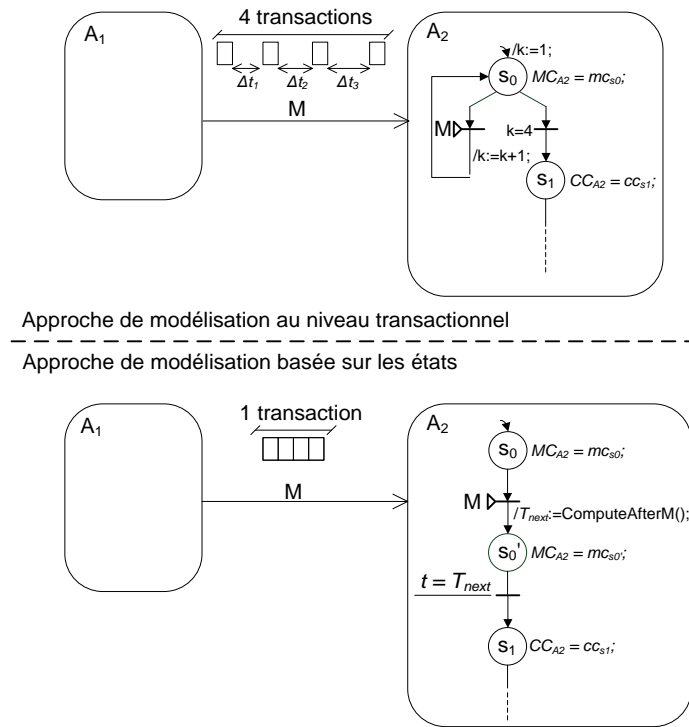 A1
4 transactions
Δt1 Δt2 Δt3
M
A2
/k:=1;
S0 MCA2 = mcs0;
M
k=4
/k:=k+1;
S1 CCA2 = ccs1;
Approche de modélisation au niveau transactionnel
Approche de modélisation basée sur les états
A1
1 transaction
M
A2
S0 MCA2 = mcs0;
M
/Tnext:=ComputeAfterM();
S0' MCA2 = mcs0';
t = Tnext
S1 CCA2 = ccs1;